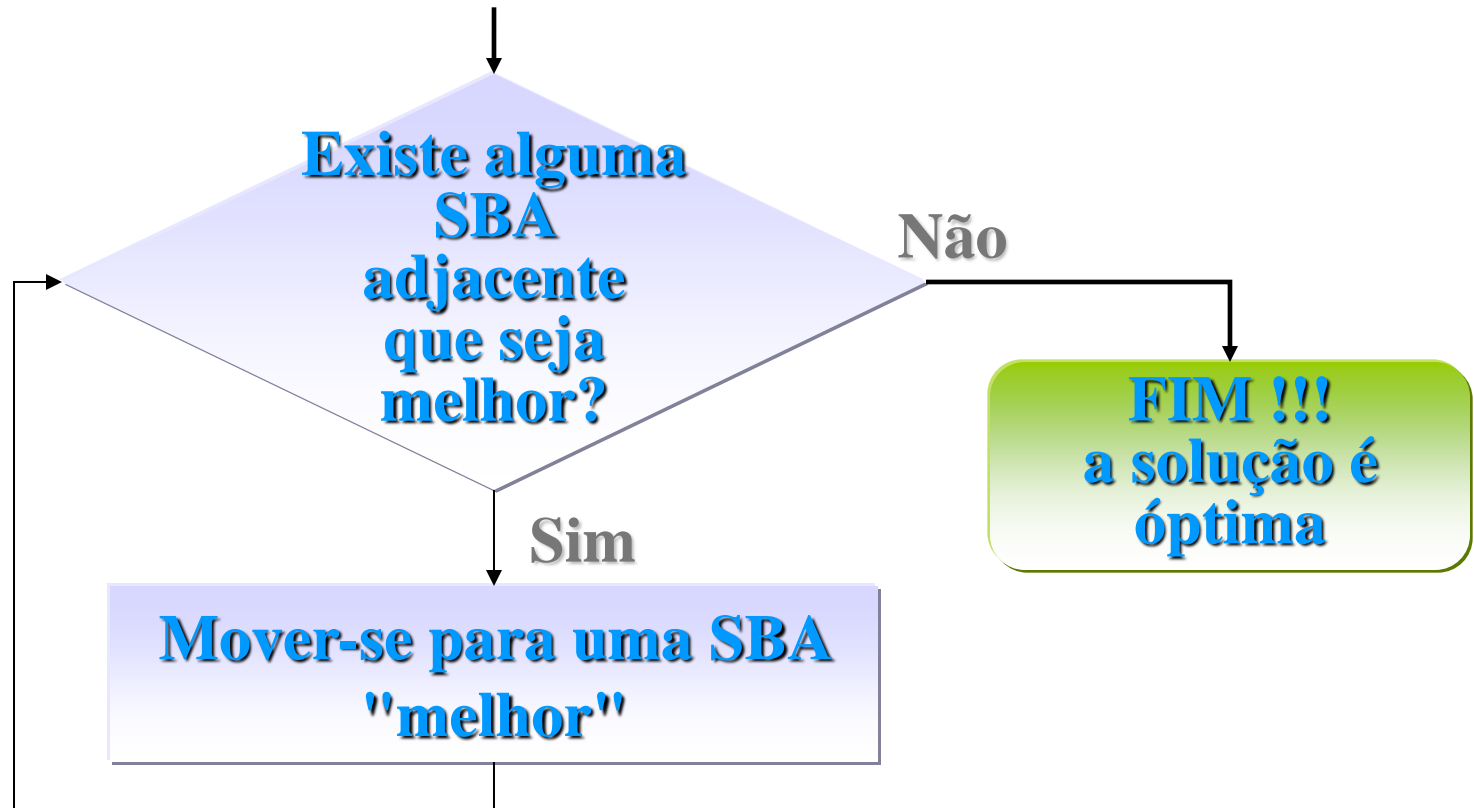 Existe alguma
SBA
adjacente
que seja
melhor?
Não
FIM !!!
a solução é
óptima
Sim
Mover-se para uma SBA
"melhor"